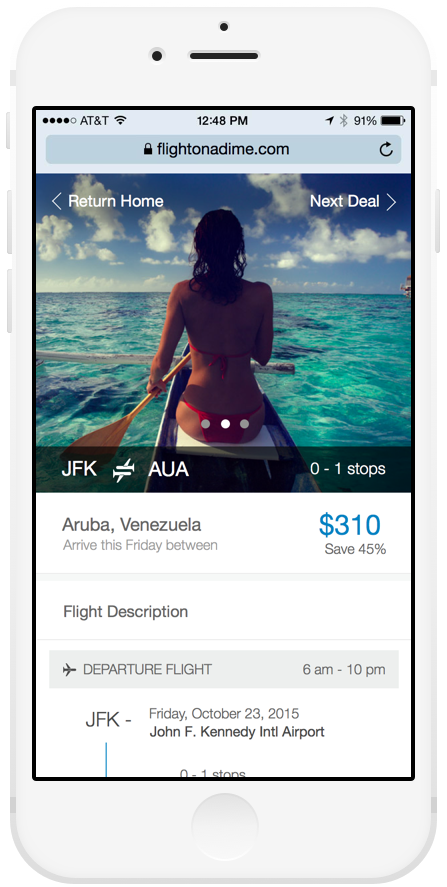 AT&T 12:48 PM 91%
flightonadime.com
Return Home Next Deal
JFK AUA 0 - 1 stops
Aruba, Venezuela $310
Arrive this Friday between Save 45%
Flight Description
DEPARTURE FLIGHT 6 am - 10 pm
JFK - Friday, October 23, 2015
John F. Kennedy Intl Airport
0 - 1 stops